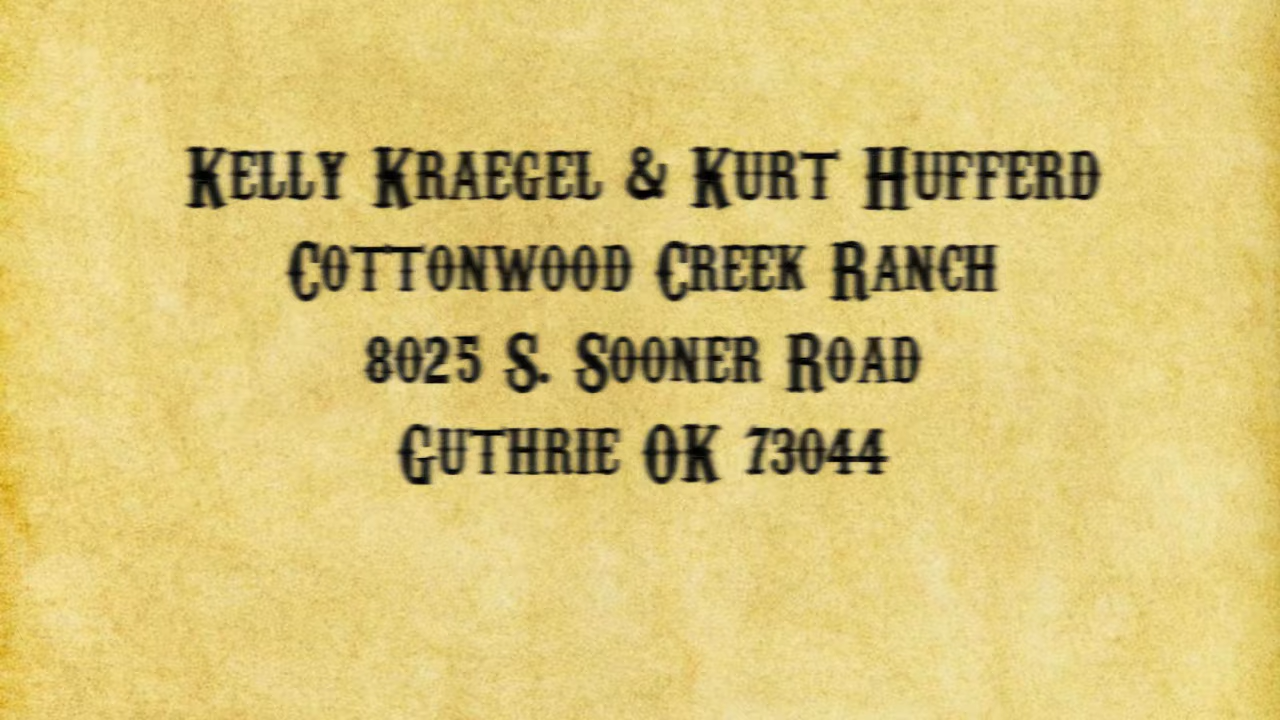 Kelly Kraegel & Kurt Hufferd
Cottonwood Creek Ranch
8025 S. Sooner Road
Guthrie OK 73044